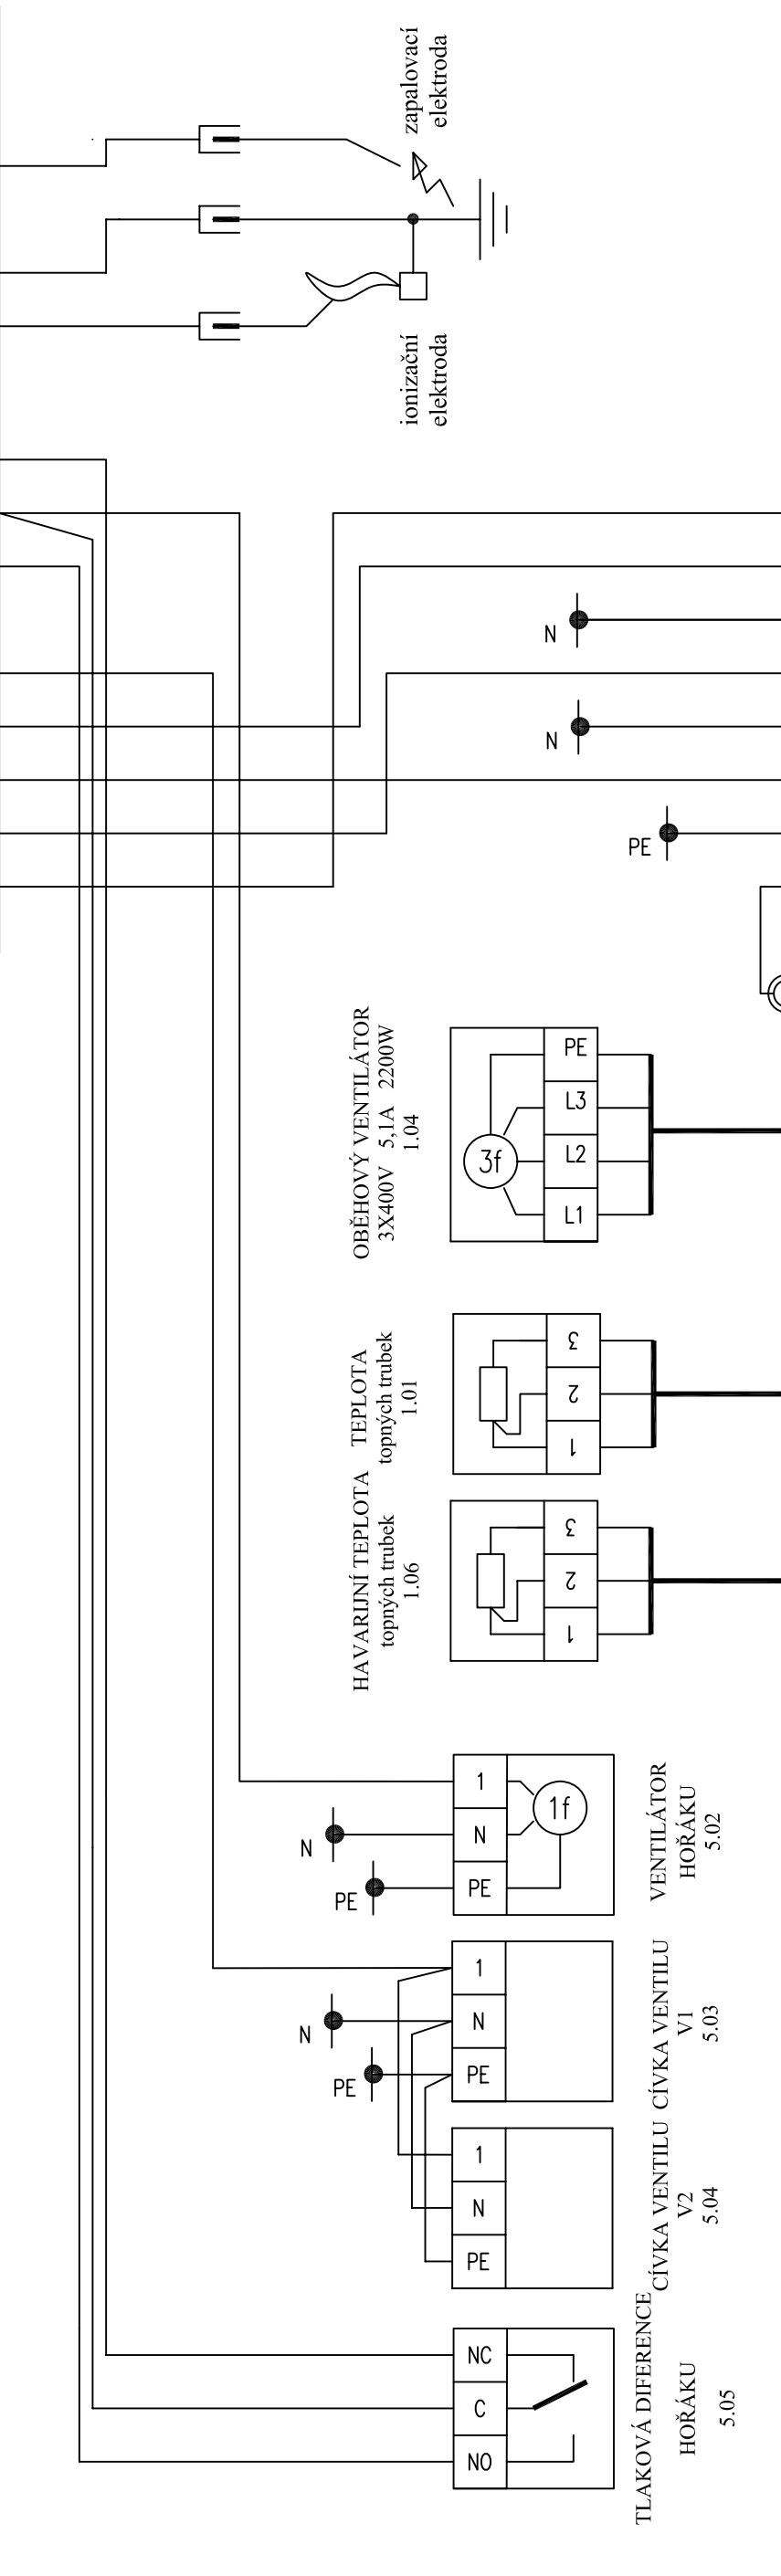 zapalovací
elektroda
ionizační
elektroda
N
N
PE
OBĚHOVÝ VENTILÁTOR
3X400V 5,1A 2200W
1.04
3f
PE
L3
L2
L1
TEPLOTA
topných trubek
1.01
3
2
1
HAVARIJNÍ TEPLOTA
topných trubek
1.06
3
2
1
1
N
PE
1f
N
PE
VENTILÁTOR
HOŘÁKU
5.02
1
N
PE
N
PE
CÍVKA VENTILU
V1
5.03
1
N
PE
CÍVKA VENTILU
V2
5.04
NC
C
NO
TLAKOVÁ DIFERENCE
HOŘÁKU
5.05